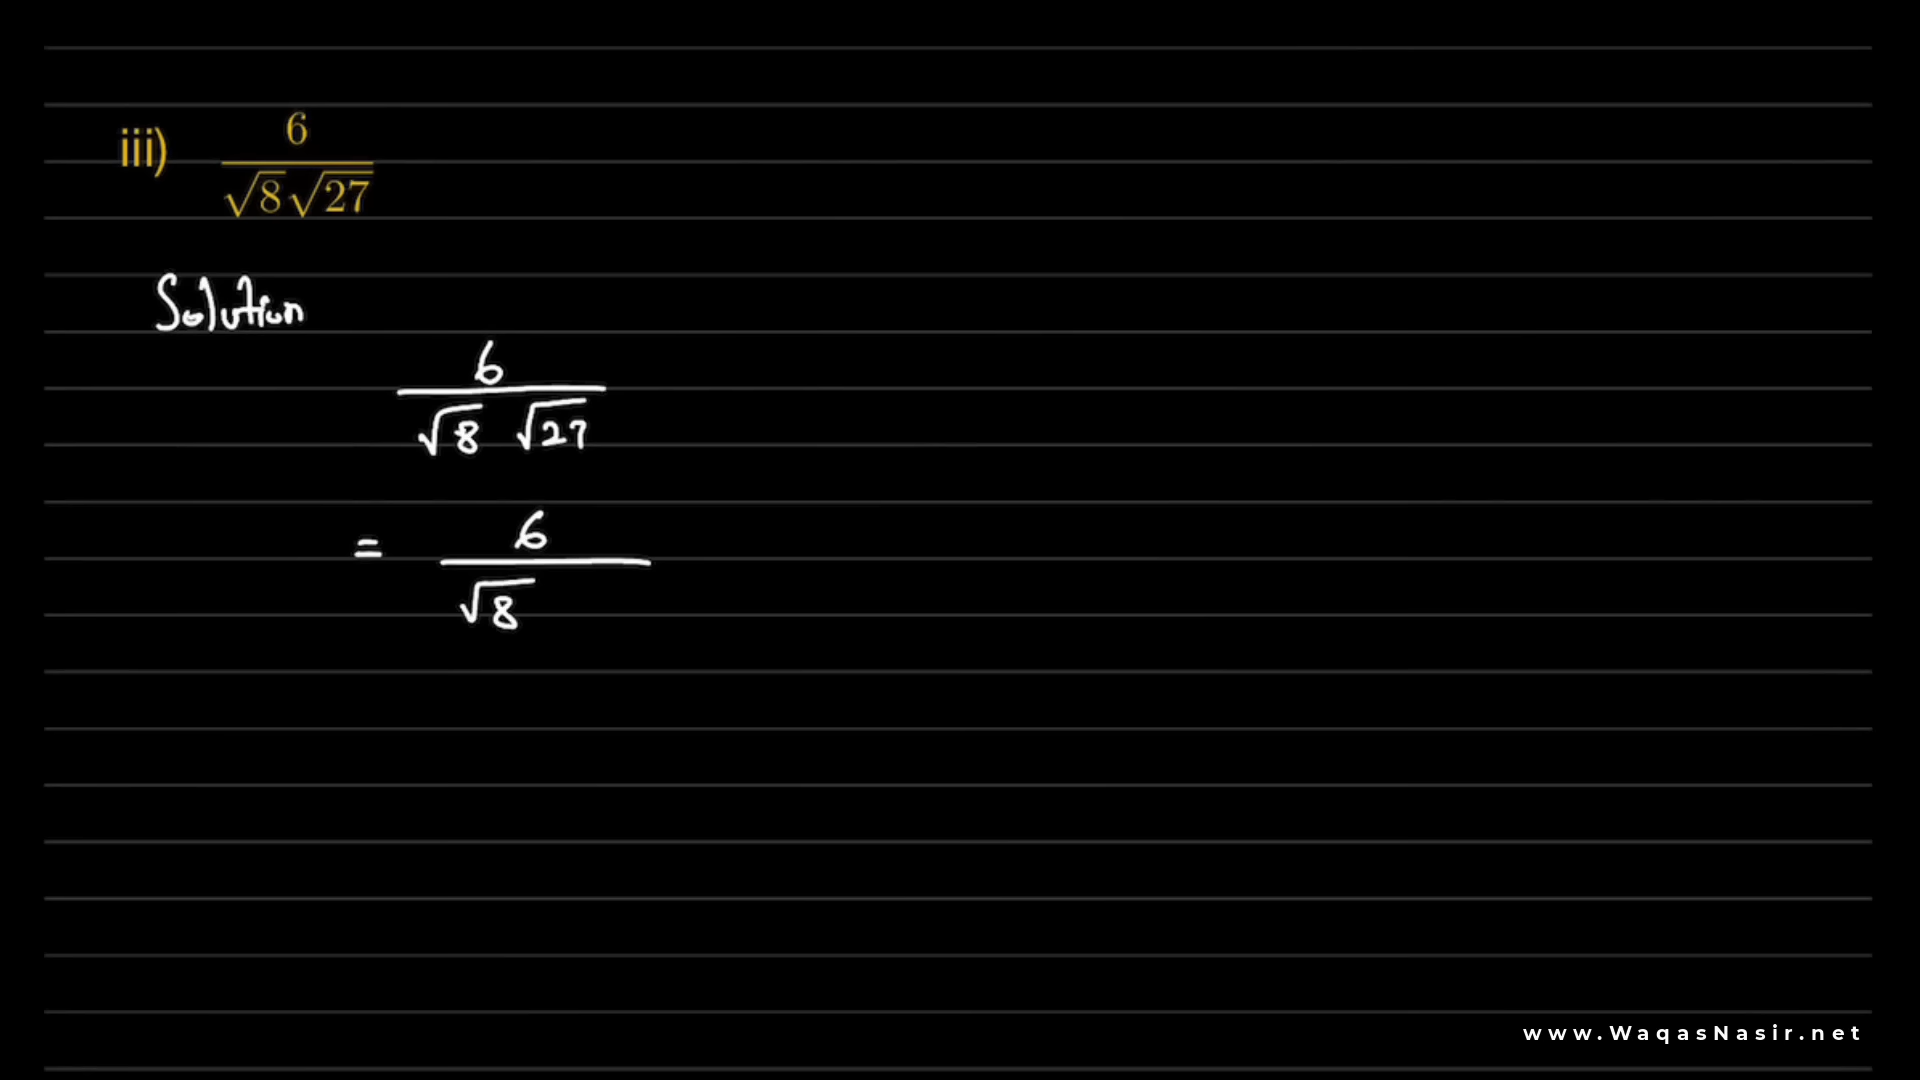 iii) 6
√8√27
Solution
6
√8 √27
= 6
√8
www.WaqasNasir.net